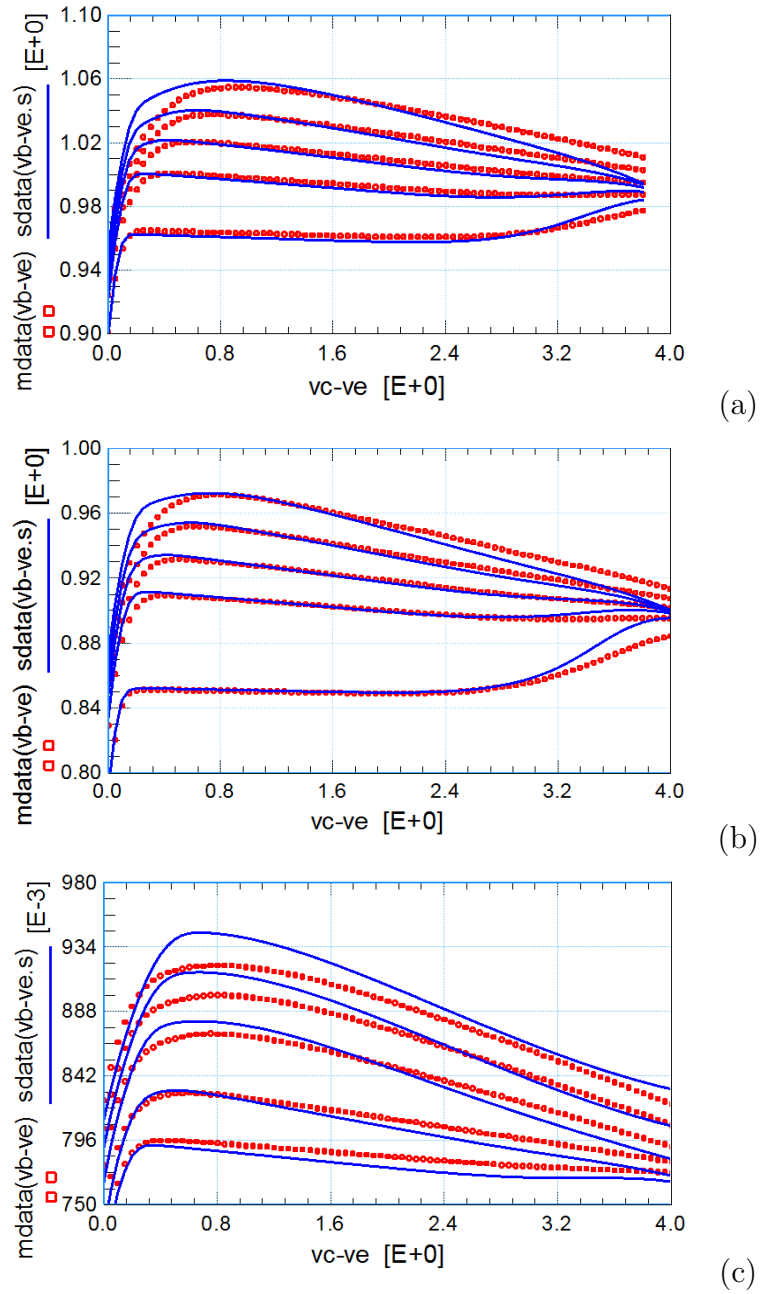 1.10
1.06
1.02
0.98
0.94
0.90
mdata(vb-ve) sdata(vb-ve.s) [E+0]
0.0 0.8 1.6 2.4 3.2 4.0
vc-ve [E+0]
(a)
1.00
0.96
0.92
0.88
0.84
0.80
mdata(vb-ve) sdata(vb-ve.s) [E+0]
0.0 0.8 1.6 2.4 3.2 4.0
vc-ve [E+0]
(b)
980
934
888
842
796
750
mdata(vb-ve) sdata(vb-ve.s) [E-3]
0.0 0.8 1.6 2.4 3.2 4.0
vc-ve [E+0]
(c)